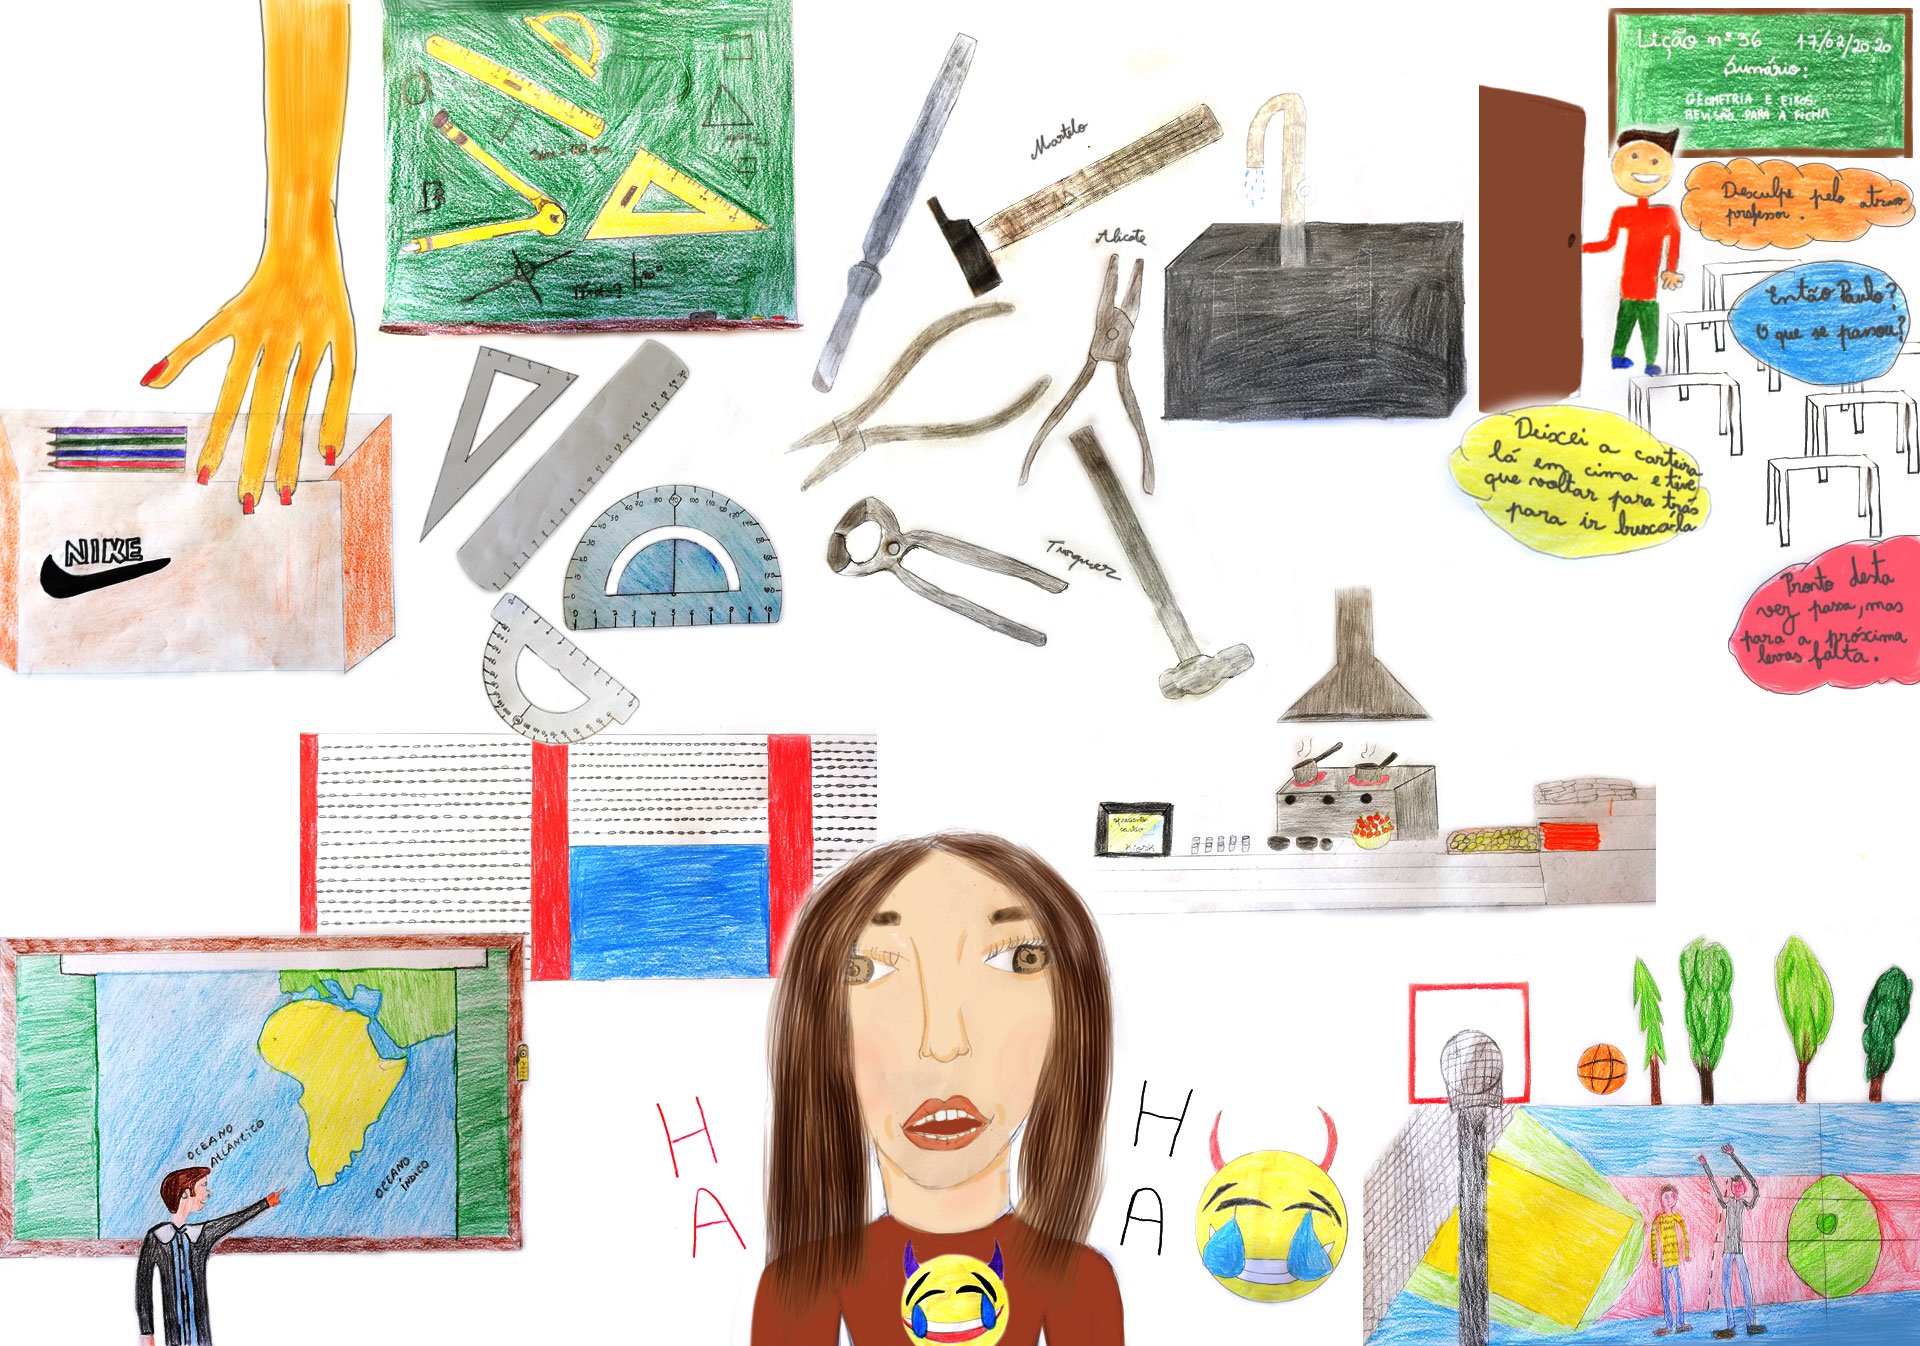 Lição nº 36 17/02/2020
Sumário:
GEOMETRIA E EIXOS.
REVISÃO PARA A FICHA
Desculpe pelo atraso
professor.
Então Paulo?
O que se passou?
Deixei a carteira
lá em cima e tive
que voltar para trás
para ir buscá-la
Pronto desta
vez passa, mas
para a próxima
levas falta.
Martelo
Alicate
Turquez
NIKE
90°
Kiosk
OCEANO
ATLÂNTICO
OCEANO
ÍNDICO
H
A
H
A